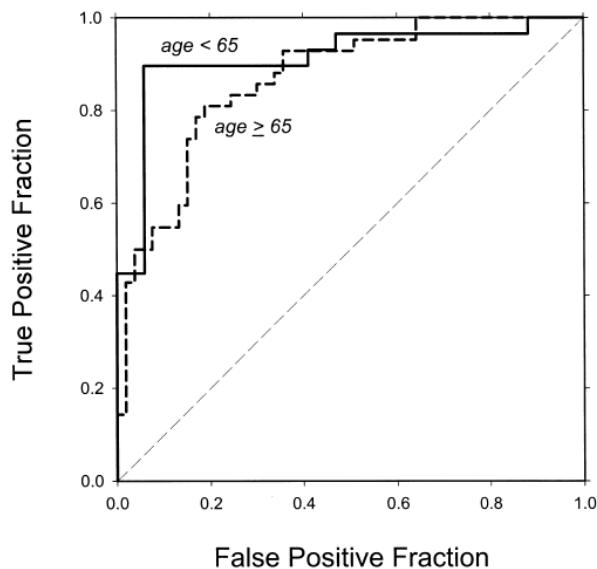 1.0
age < 65
0.8
age ≥ 65
0.6
0.4
0.2
0.0
0.0 0.2 0.4 0.6 0.8 1.0
True Positive Fraction
False Positive Fraction